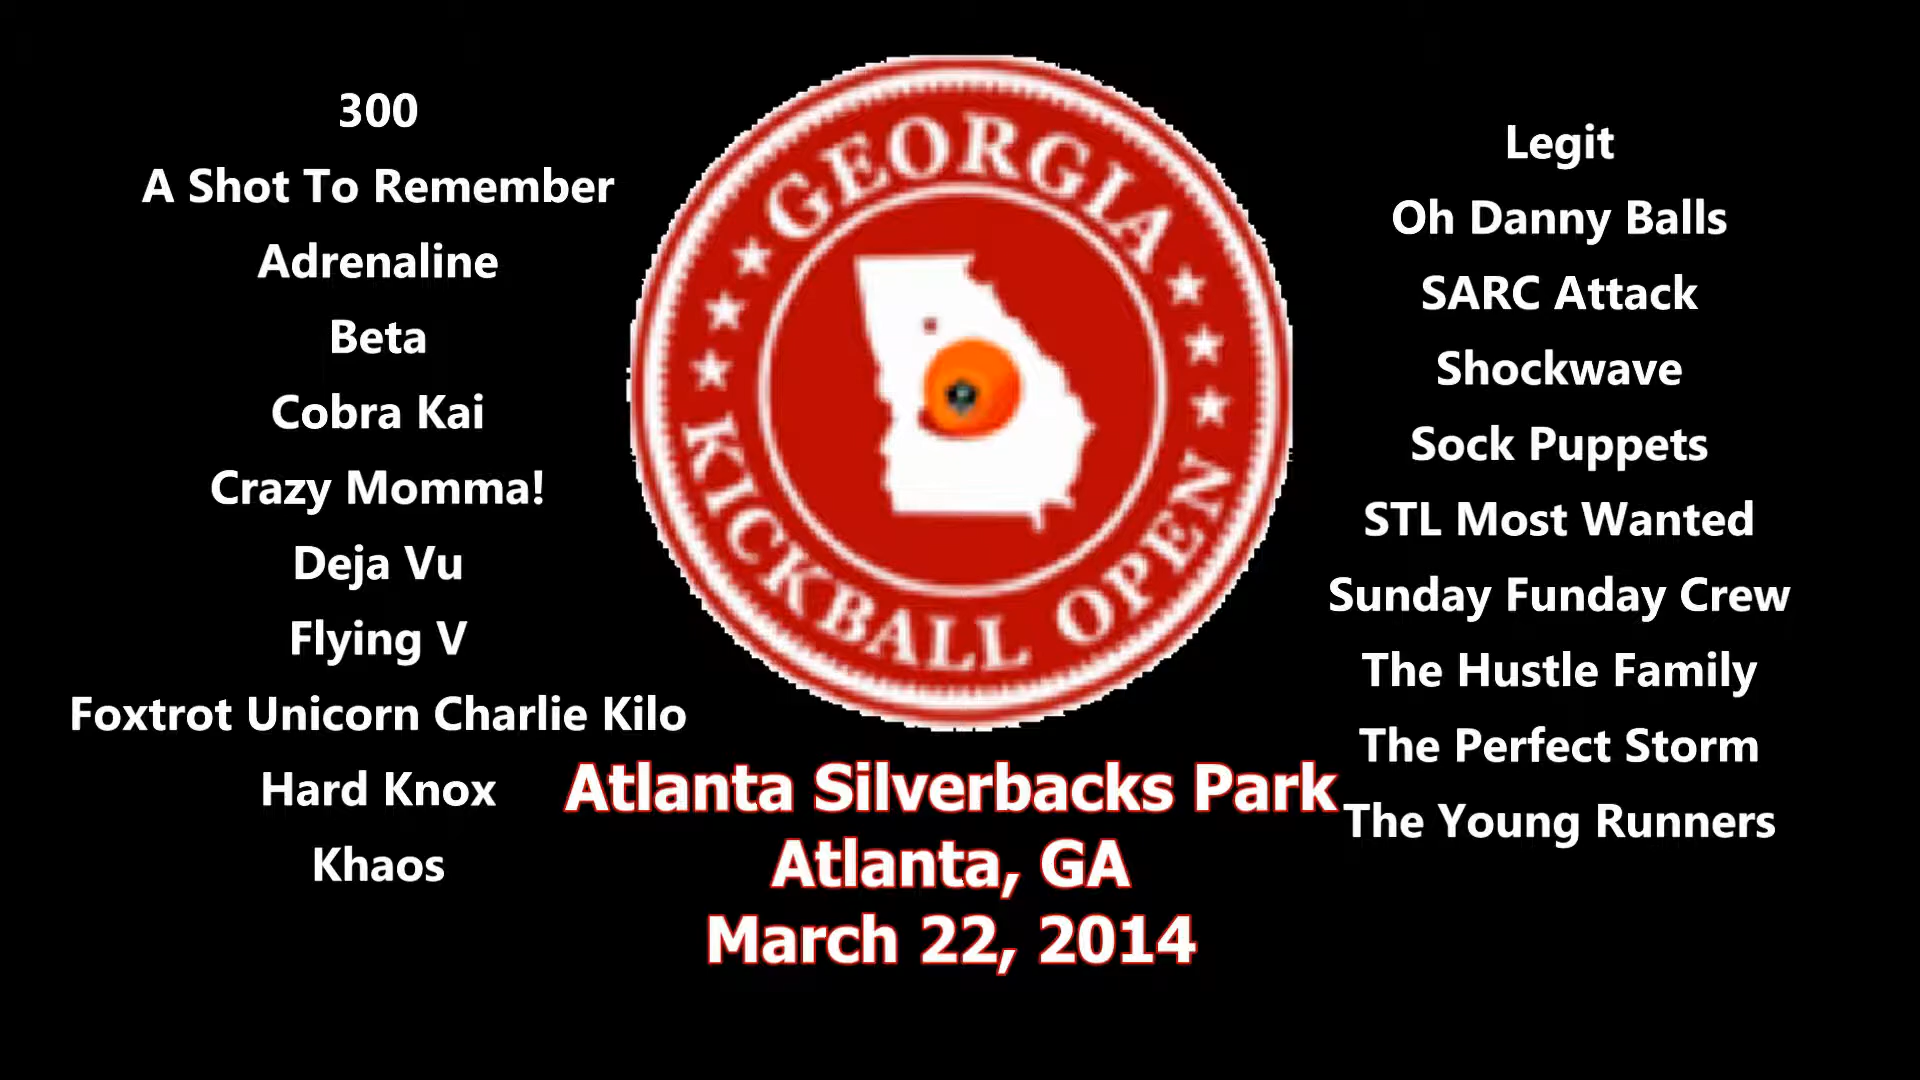 300
A Shot To Remember
Adrenaline
Beta
Cobra Kai
Crazy Momma!
Deja Vu
Flying V
Foxtrot Unicorn Charlie Kilo
Hard Knox
Khaos
GEORGIA
KICKBALL OPEN
Atlanta Silverbacks Park
Atlanta, GA
March 22, 2014
Legit
Oh Danny Balls
SARC Attack
Shockwave
Sock Puppets
STL Most Wanted
Sunday Funday Crew
The Hustle Family
The Perfect Storm
The Young Runners